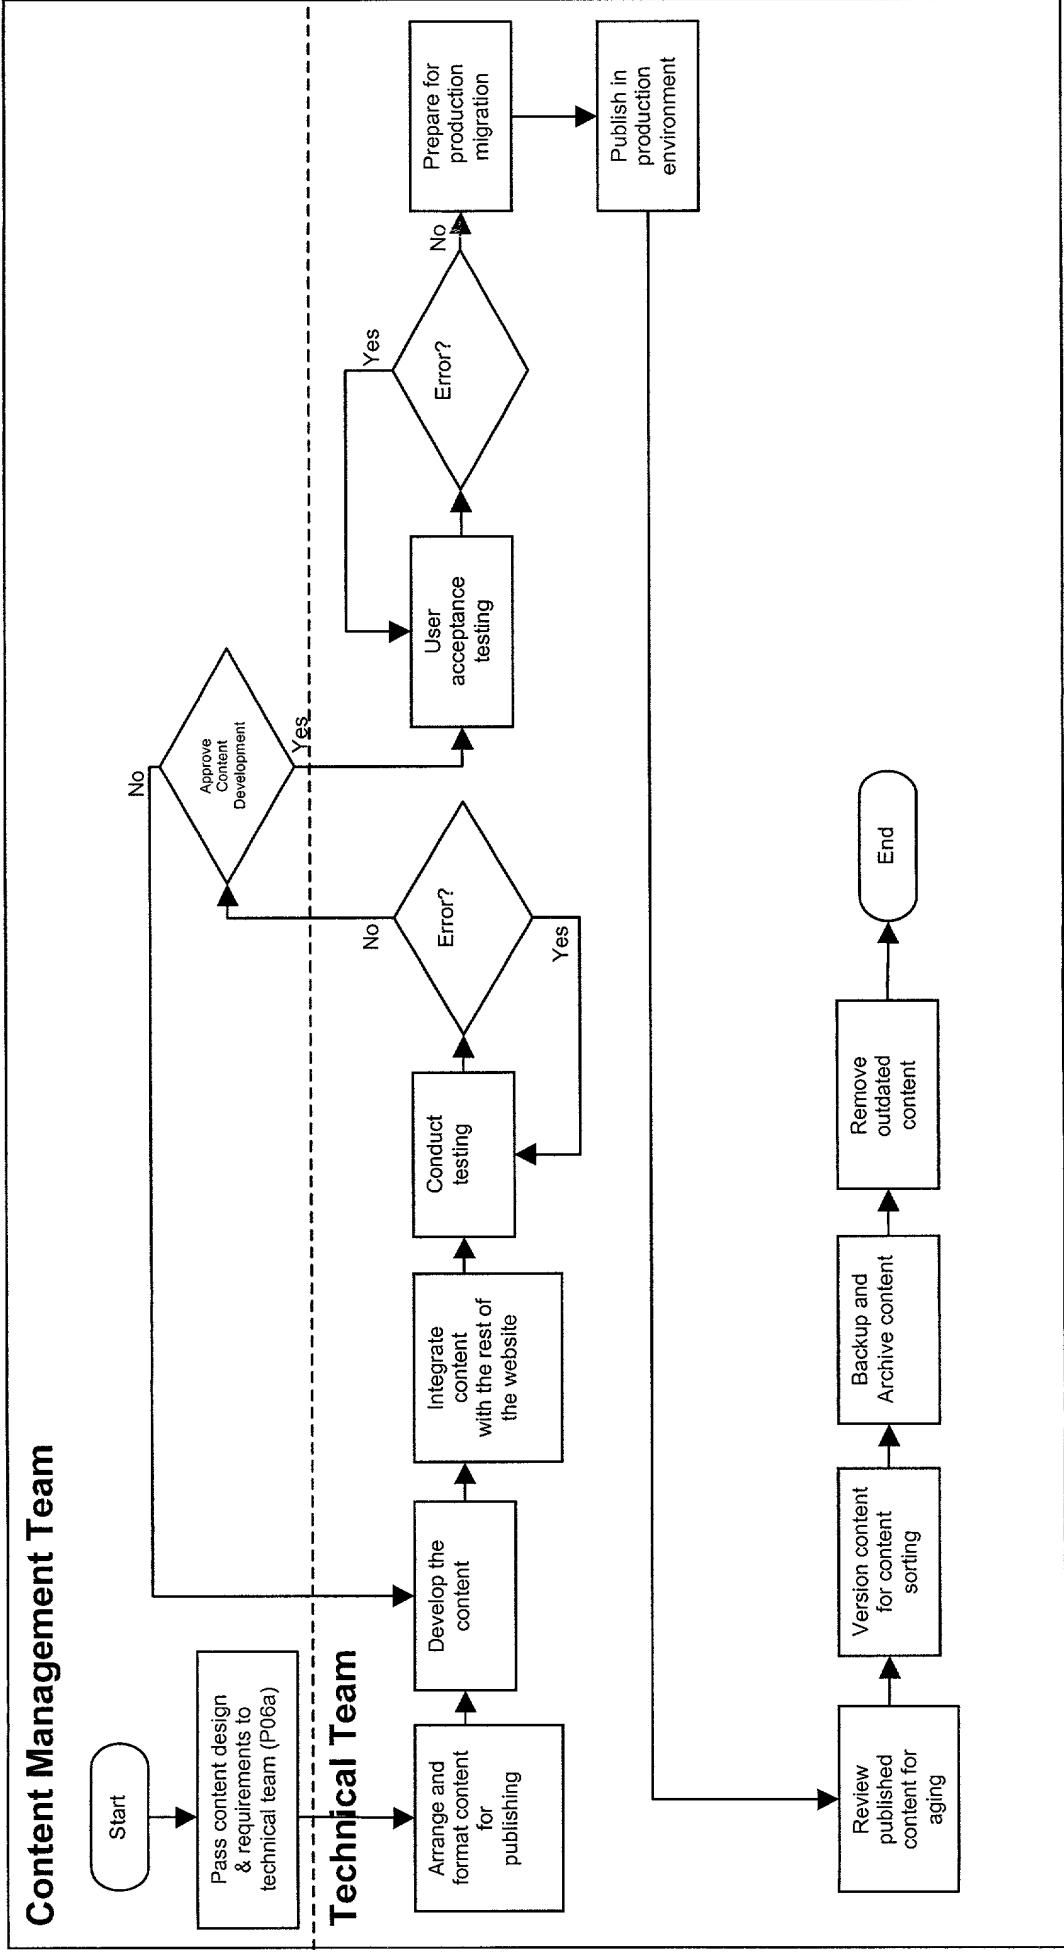 Content Management Team
Start
Pass content design
& requirements to
technical team (P06a)
Technical Team
Arrange and
format content
for
publishing
Develop the
content
Integrate
content
with the rest of
the website
Conduct
testing
Error?
Yes
No
Approve
Content
Development
No
Yes
User
acceptance
testing
Error?
Yes
No
Prepare for
production
migration
Publish in
production
environment
Review
published
content for
aging
Version content
for content
sorting
Backup and
Archive content
Remove
outdated
content
End